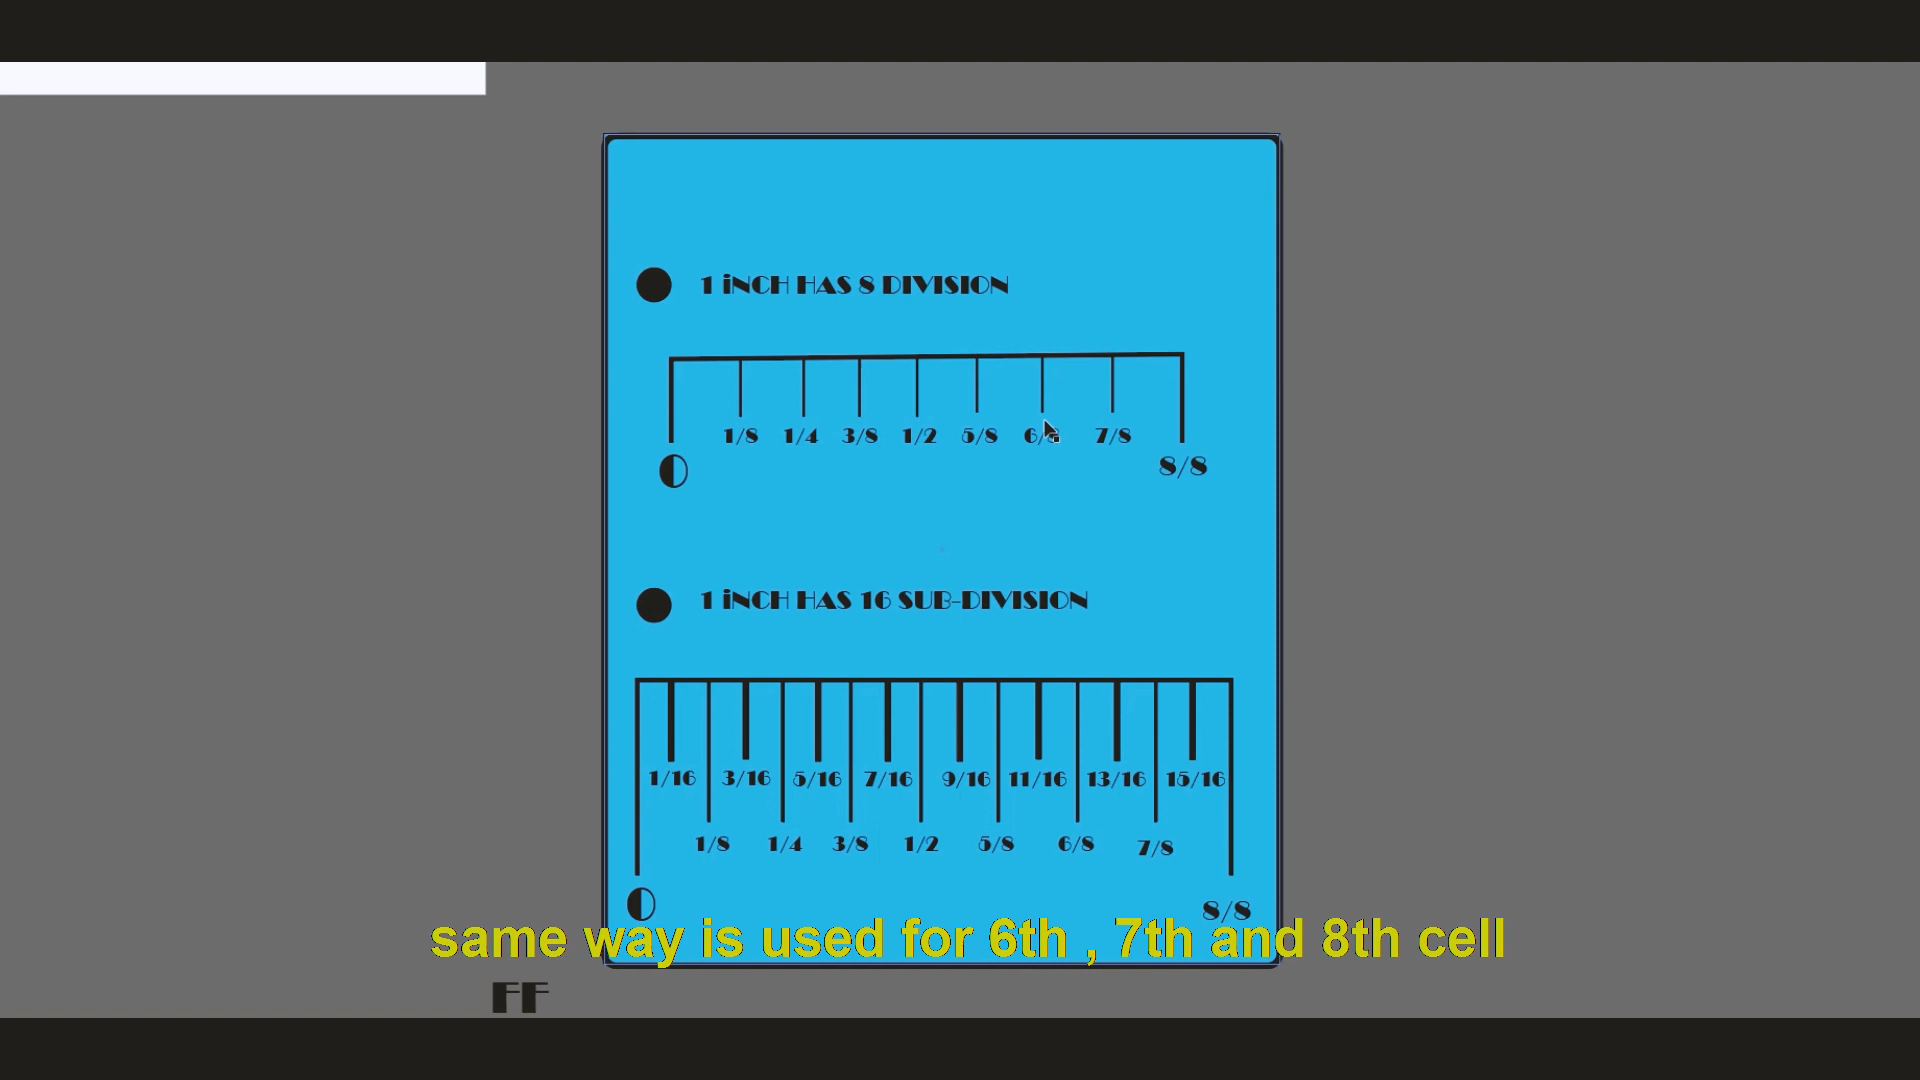 1 iNCH HAS 8 DIVISION
1/8 1/4 3/8 1/2 5/8 6/8 7/8
0 8/8
1 iNCH HAS 16 SUB-DIVISION
1/16 3/16 5/16 7/16 9/16 11/16 13/16 15/16
1/8 1/4 3/8 1/2 5/8 6/8 7/8
0 8/8
same way is used for 6th , 7th and 8th cell
FF